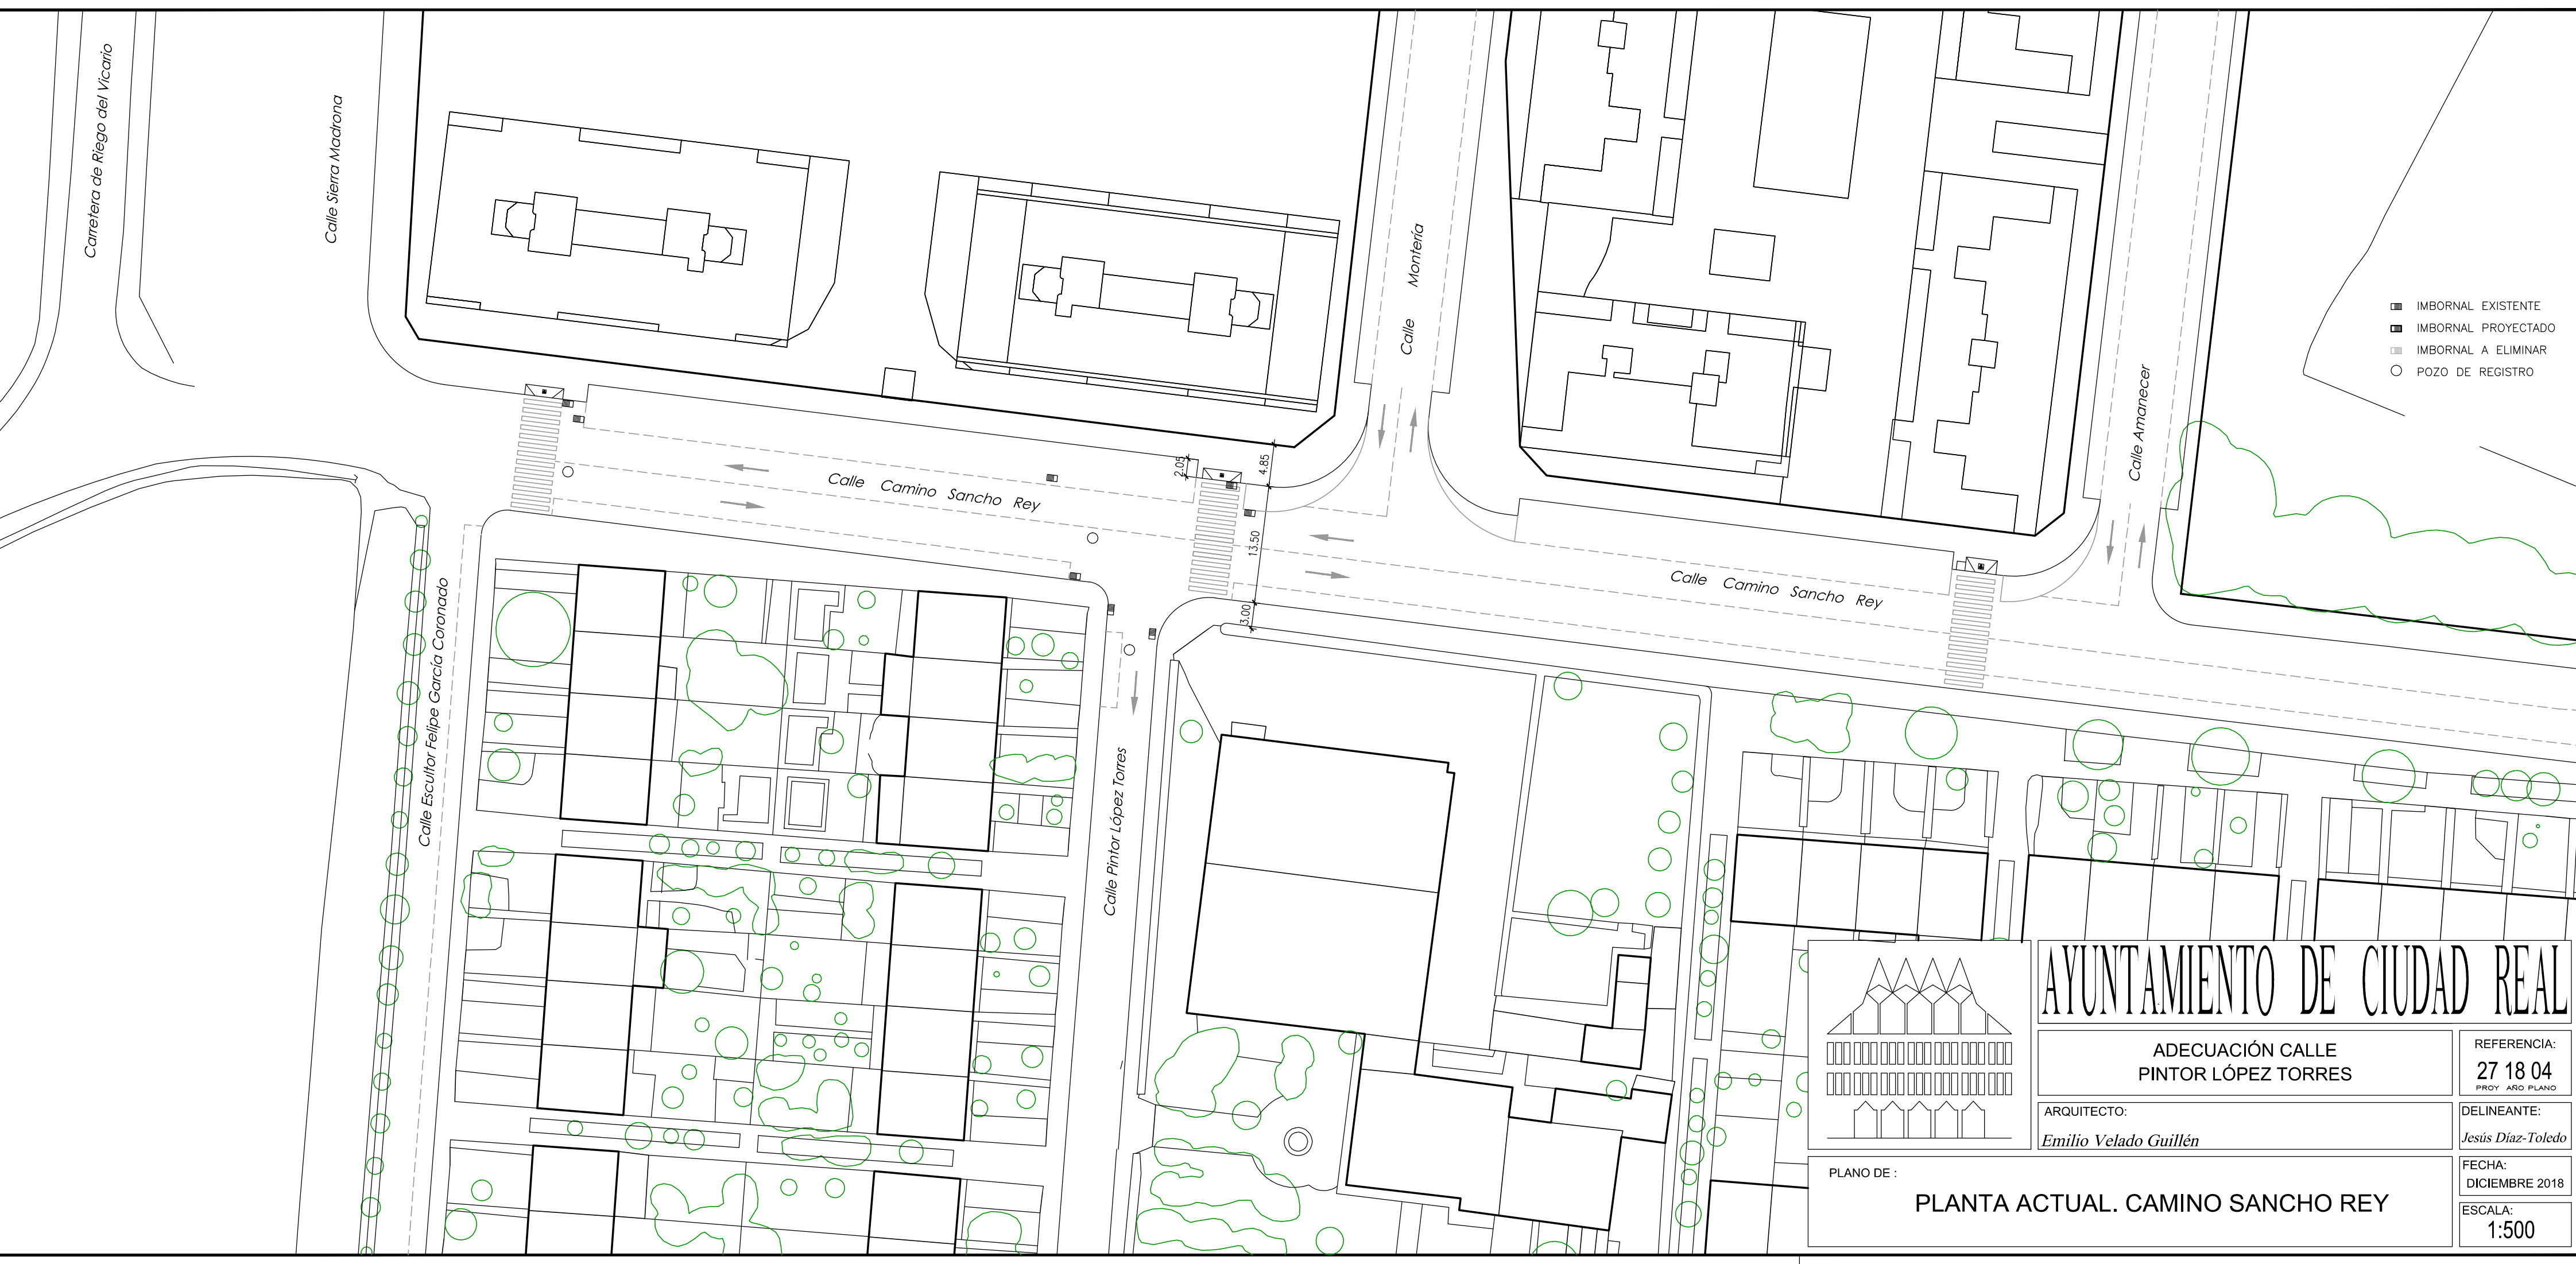 Carretera de Riego del Vicario
Calle Sierra Madrona
Calle Montería
Calle Amanecer
IMBORNAL EXISTENTE
IMBORNAL PROYECTADO
IMBORNAL A ELIMINAR
POZO DE REGISTRO
2.05
4.85
13.50
3.00
Calle Camino Sancho Rey
Calle Camino Sancho Rey
Calle Escultor Felipe García Coronado
Calle Pintor López Torres
AYUNTAMIENTO DE CIUDAD REAL
ADECUACIÓN CALLE
PINTOR LÓPEZ TORRES
REFERENCIA:
27 18 04
PROY AÑO PLANO
ARQUITECTO:
Emilio Velado Guillén
DELINEANTE:
Jesús Díaz-Toledo
PLANO DE :
PLANTA ACTUAL. CAMINO SANCHO REY
FECHA:
DICIEMBRE 2018
ESCALA:
1:500